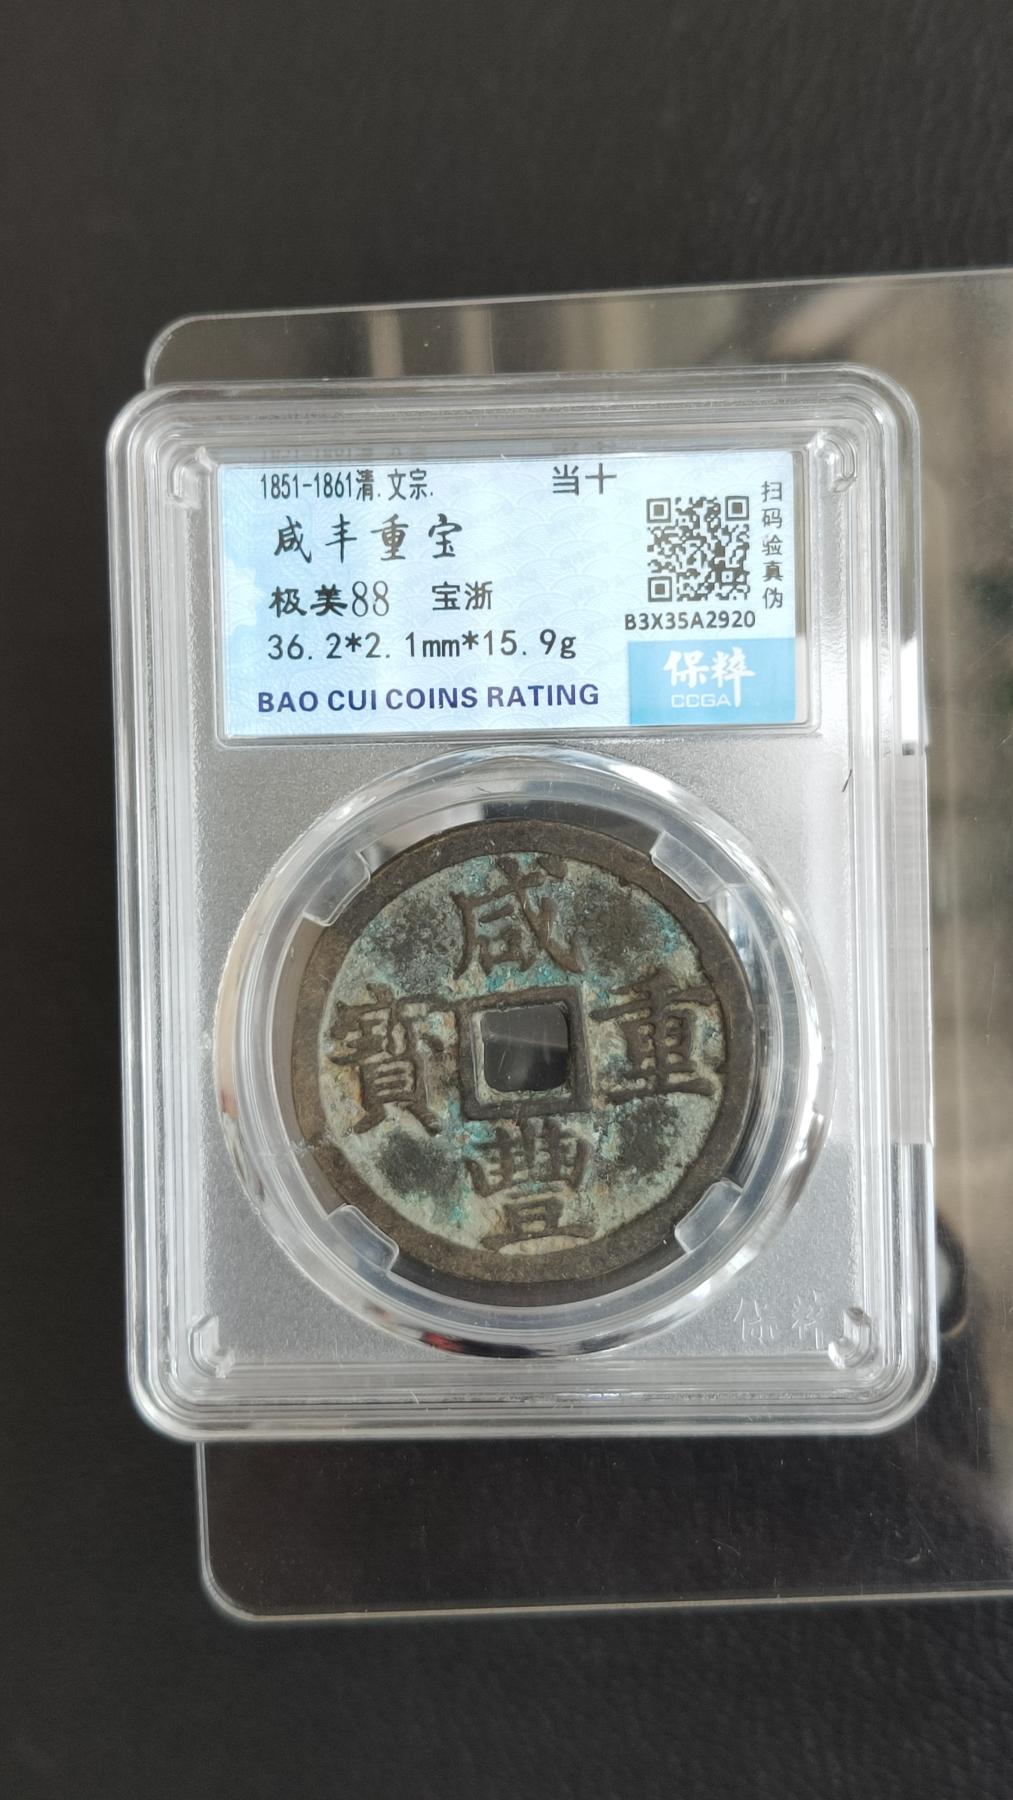 1851-1861清.文宗.
当十
咸丰重宝
极美88 宝浙
36.2*2.1mm*15.9g
BAO CUI COINS RATING
扫码验真伪
B3X35A2920
保粹
CCGA
咸豐重寶
保粹